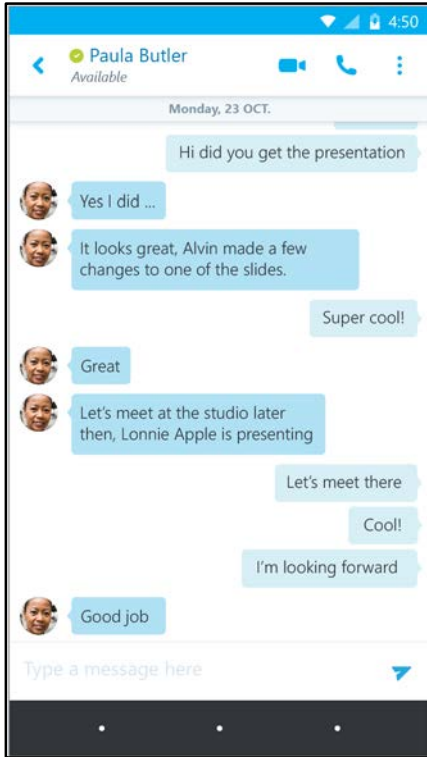 4:50
Paula Butler
Available
Monday, 23 OCT.
Hi did you get the presentation
Yes I did ...
It looks great, Alvin made a few
changes to one of the slides.
Super cool!
Great
Let's meet at the studio later
then, Lonnie Apple is presenting
Let's meet there
Cool!
I'm looking forward
Good job
Type a message here